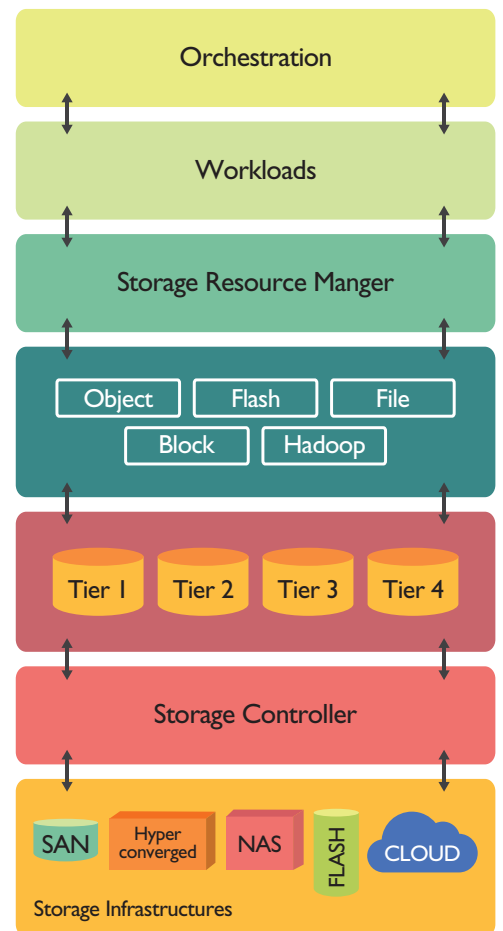 Orchestration
Workloads
Storage Resource Manger
Object
Flash
File
Block
Hadoop
Tier 1
Tier 2
Tier 3
Tier 4
Storage Controller
SAN
Hyper
converged
NAS
FLASH
CLOUD
Storage Infrastructures